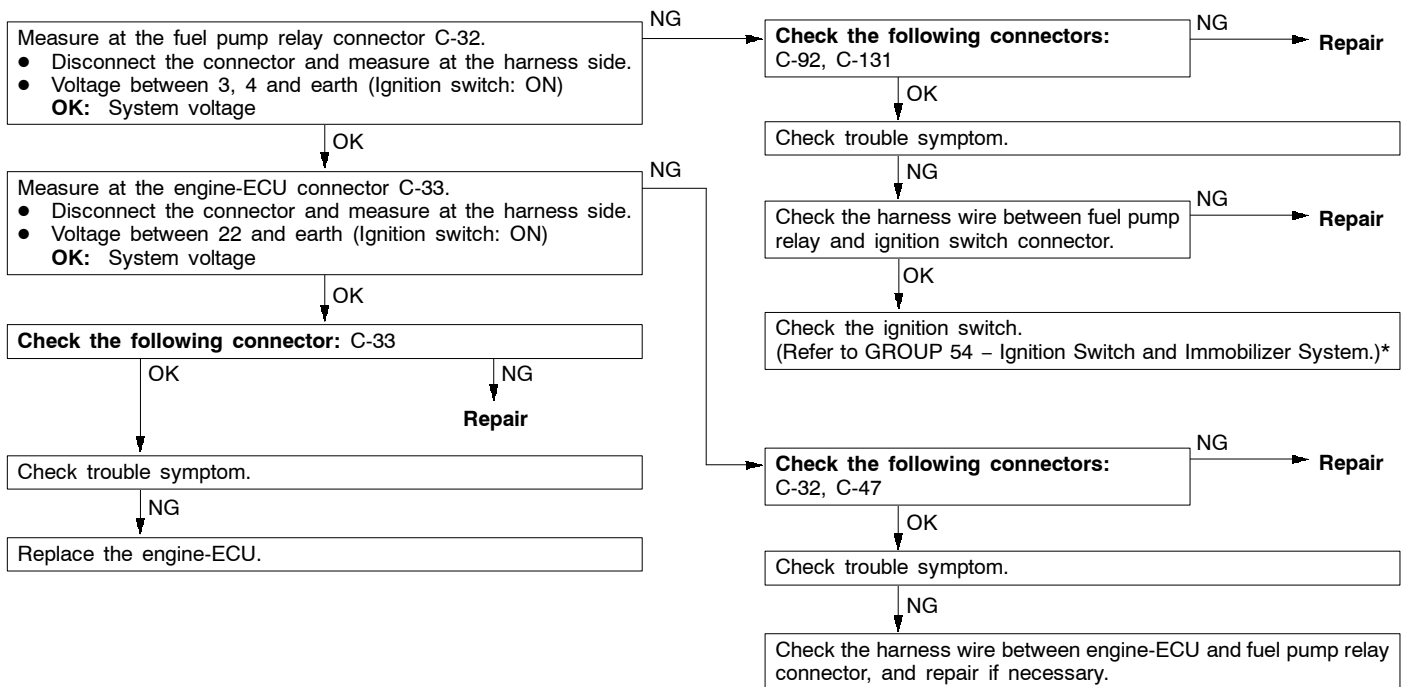 Measure at the fuel pump relay connector C-32.
● Disconnect the connector and measure at the harness side.
● Voltage between 3, 4 and earth (Ignition switch: ON)
OK: System voltage
NG
OK
Measure at the engine-ECU connector C-33.
● Disconnect the connector and measure at the harness side.
● Voltage between 22 and earth (Ignition switch: ON)
OK: System voltage
NG
OK
Check the following connector: C-33
OK
NG
Repair
Check trouble symptom.
NG
Replace the engine-ECU.
Check the following connectors:
C-92, C-131
NG
Repair
OK
Check trouble symptom.
NG
Check the harness wire between fuel pump
relay and ignition switch connector.
NG
Repair
OK
Check the ignition switch.
(Refer to GROUP 54 – Ignition Switch and Immobilizer System.)*
Check the following connectors:
C-32, C-47
NG
Repair
OK
Check trouble symptom.
NG
Check the harness wire between engine-ECU and fuel pump relay
connector, and repair if necessary.